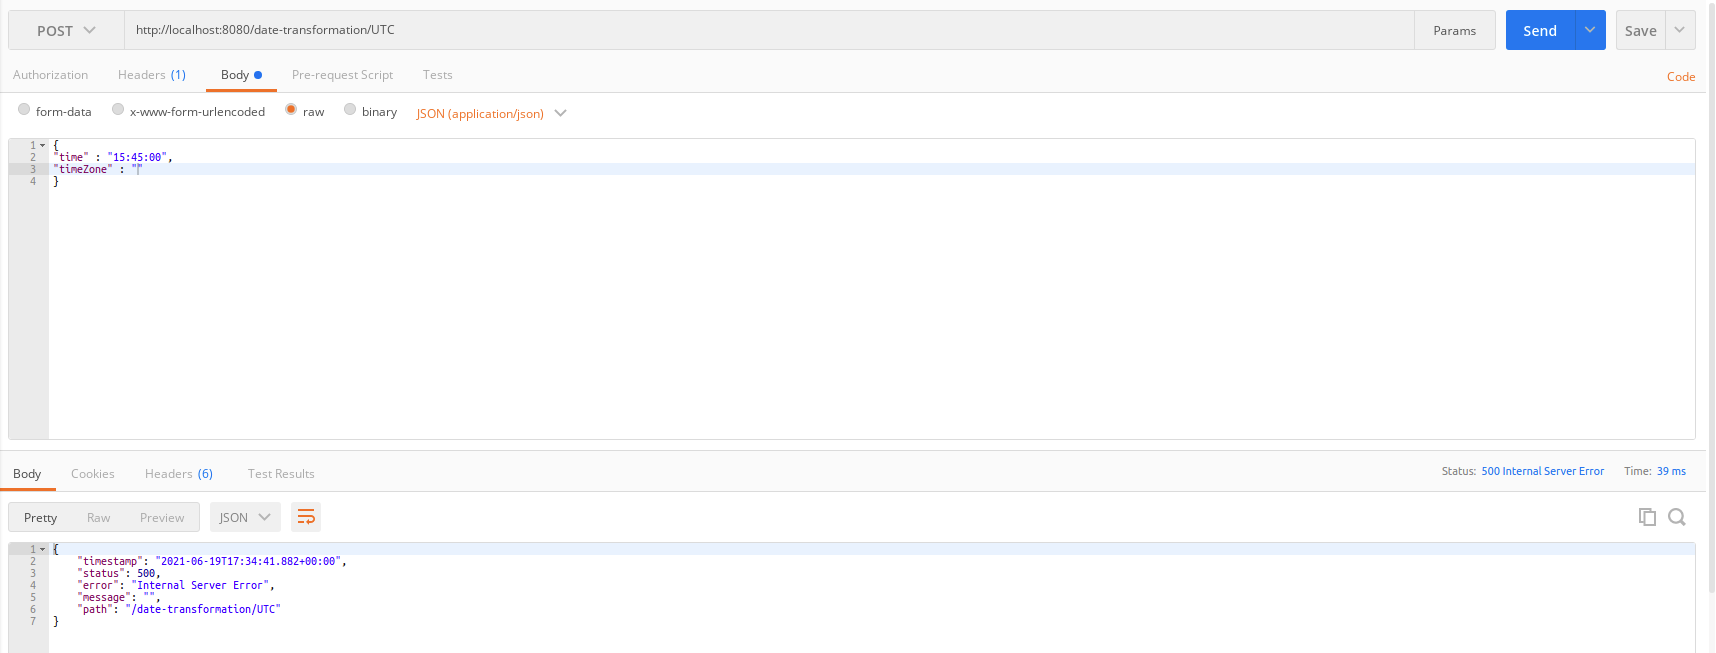 POST http://localhost:8080/date-transformation/UTC Params Send Save
Authorization Headers (1) Body Pre-request Script Tests Code
form-data x-www-form-urlencoded raw binary JSON (application/json)
1 {
2 "time" : "15:45:00",
3 "timeZone" : ""
4 }
Body Cookies Headers (6) Test Results Status: 500 Internal Server Error Time: 39 ms
Pretty Raw Preview JSON
1 {
2 "timestamp": "2021-06-19T17:34:41.882+00:00",
3 "status": 500,
4 "error": "Internal Server Error",
5 "message": "",
6 "path": "/date-transformation/UTC"
7 }